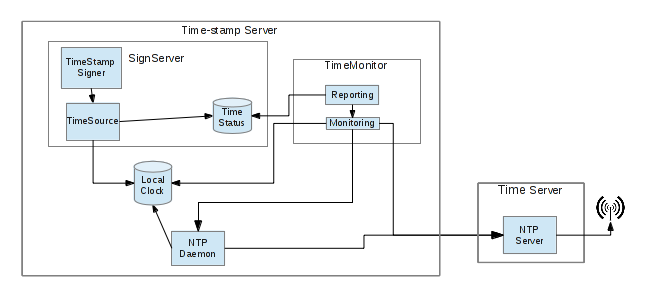 Time-stamp Server
SignServer
TimeStamp
Signer
TimeSource
Time
Status
TimeMonitor
Reporting
Monitoring
Local
Clock
NTP
Daemon
Time Server
NTP
Server